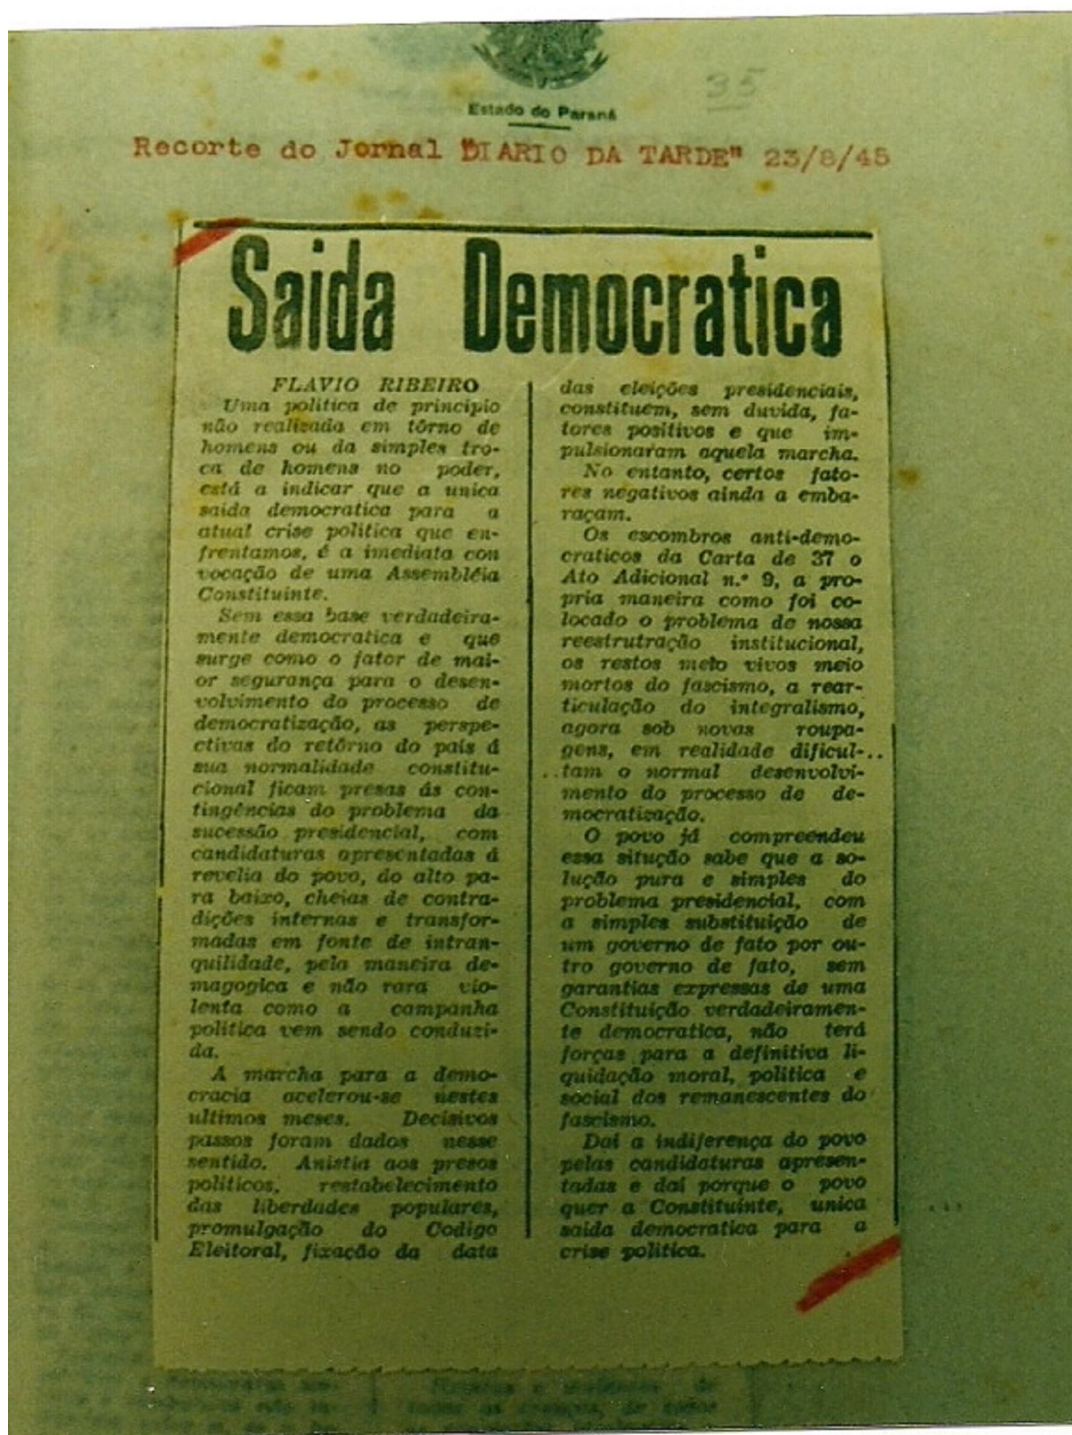 35
Estado do Paraná
Recorte do Jornal "DIARIO DA TARDE" 23/8/45
Saida Democratica
FLAVIO RIBEIRO
Uma politica de principio
não realizada em tôrno de
homens ou da simples tro-
ca de homens no poder,
está a indicar que a unica
saida democratica para a
atual crise politica que en-
frentamos, é a imediata con
vocação de uma Assembléia
Constituinte.
Sem essa base verdadeira-
mente democratica e que
surge como o fator de mai-
or segurança para o desen-
volvimento do processo de
democratização, as perspe-
ctivas do retôrno do país á
sua normalidade constitu-
cional ficam presas ás con-
tingências do problema da
sucessão presidencial, com
candidaturas apresentadas á
revelia do povo, do alto pa-
ra baixo, cheias de contra-
dições internas e transfor-
madas em fonte de intran-
quilidade, pela maneira de-
magogica e não rara vio-
lenta como a campanha
politica vem sendo conduzi-
da.
A marcha para a demo-
cracia acelerou-se nestes
ultimos meses. Decisivos
passos foram dados nesse
sentido. Anistia aos presos
politicos, restabelecimento
das liberdades populares,
promulgação do Codigo
Eleitoral, fixação da data
das eleições presidenciais,
constituem, sem duvida, fa-
tores positivos e que im-
pulsionaram aquela marcha.
No entanto, certos fato-
res negativos ainda a emba-
raçam.
Os escombros anti-demo-
craticos da Carta de 37 o
Ato Adicional n.º 9, a pro-
pria maneira como foi co-
locado o problema de nossa
reestrutração institucional,
os restos meio vivos meio
mortos do fascismo, a rear-
ticulação do integralismo,
agora sob novas roupa-
gens, em realidade dificul-..
..tam o normal desenvolvi-
mento do processo de de-
mocratização.
O povo já compreendeu
essa situção sabe que a so-
lução pura e simples do
problema presidencial, com
a simples substituição de
um governo de fato por ou-
tro governo de fato, sem
garantias expressas de uma
Constituição verdadeiramen-
te democratica, não terá
forças para a definitiva li-
quidação moral, politica e
social dos remanescentes do
fascismo.
Daí a indiferença do povo
pelas candidaturas apresen-
tadas e daí porque o povo
quer a Constituinte, unica
saida democratica para a
crise politica.